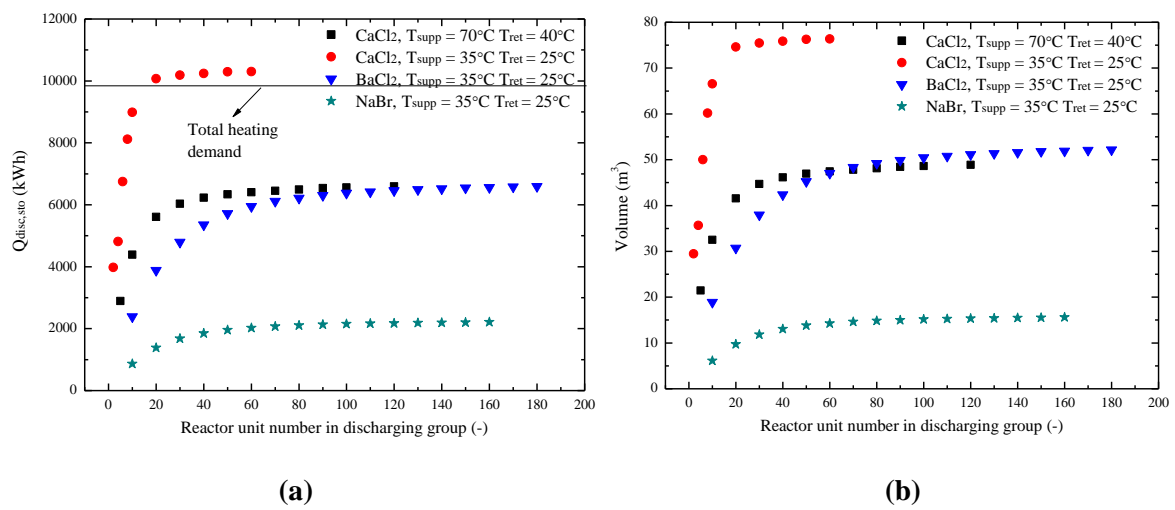 (a)
12000
10000
8000
6000
4000
2000
0
Qdisc,sto (kWh)
CaCl2, Tsupp = 70°C Tret = 40°C
CaCl2, Tsupp = 35°C Tret = 25°C
BaCl2, Tsupp = 35°C Tret = 25°C
NaBr, Tsupp = 35°C Tret = 25°C
Total heating
demand
0 20 40 60 80 100 120 140 160 180 200
Reactor unit number in discharging group (-)
(a)
(b)
80
70
60
50
40
30
20
10
0
Volume (m³)
CaCl2, Tsupp = 70°C Tret = 40°C
CaCl2, Tsupp = 35°C Tret = 25°C
BaCl2, Tsupp = 35°C Tret = 25°C
NaBr, Tsupp = 35°C Tret = 25°C
0 20 40 60 80 100 120 140 160 180 200
Reactor unit number in discharging group (-)
(b)